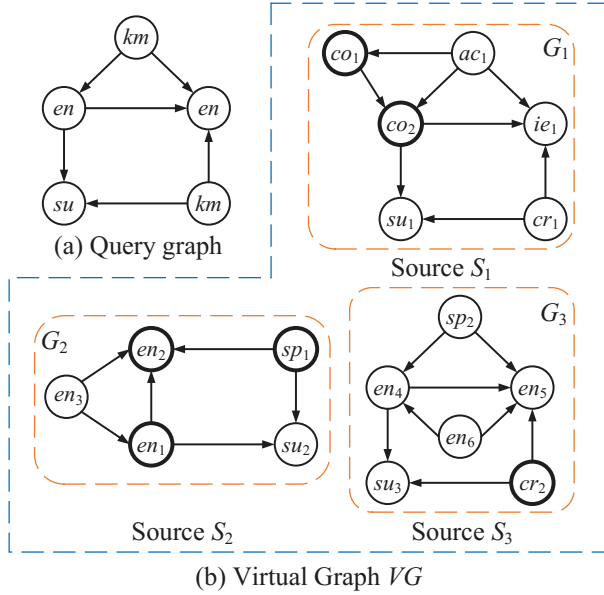 km
en
en
su
km
(a) Query graph
G1
co1
ac1
co2
ie1
su1
cr1
Source S1
G2
en2
sp1
en3
en1
su2
Source S2
G3
sp2
en4
en5
en6
su3
cr2
Source S3
(b) Virtual Graph VG